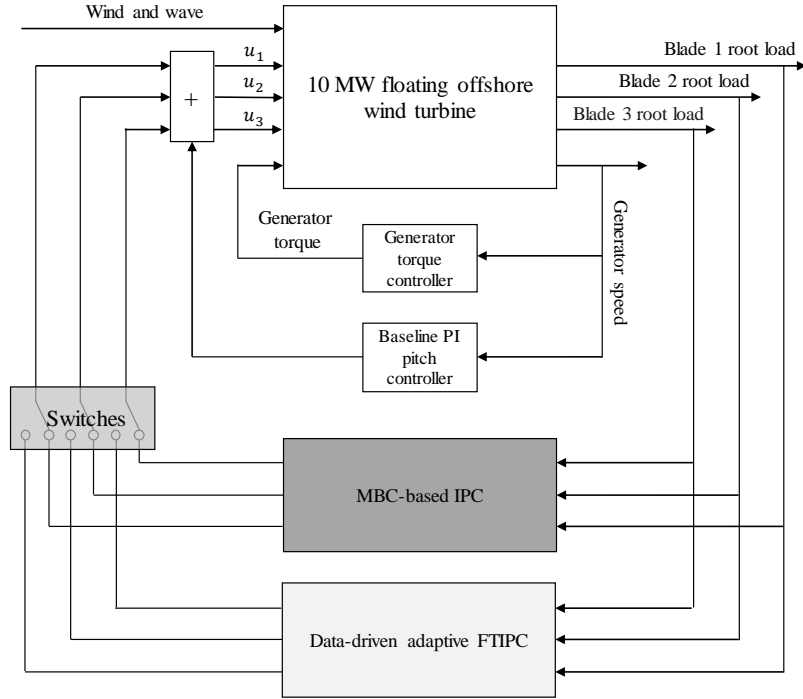 Wind and wave
u₁
u₂
u₃
+
10 MW floating offshore
wind turbine
Blade 1 root load
Blade 2 root load
Blade 3 root load
Generator
torque
Generator
torque
controller
Generator speed
Baseline PI
pitch
controller
Switches
MBC-based IPC
Data-driven adaptive FTIPC